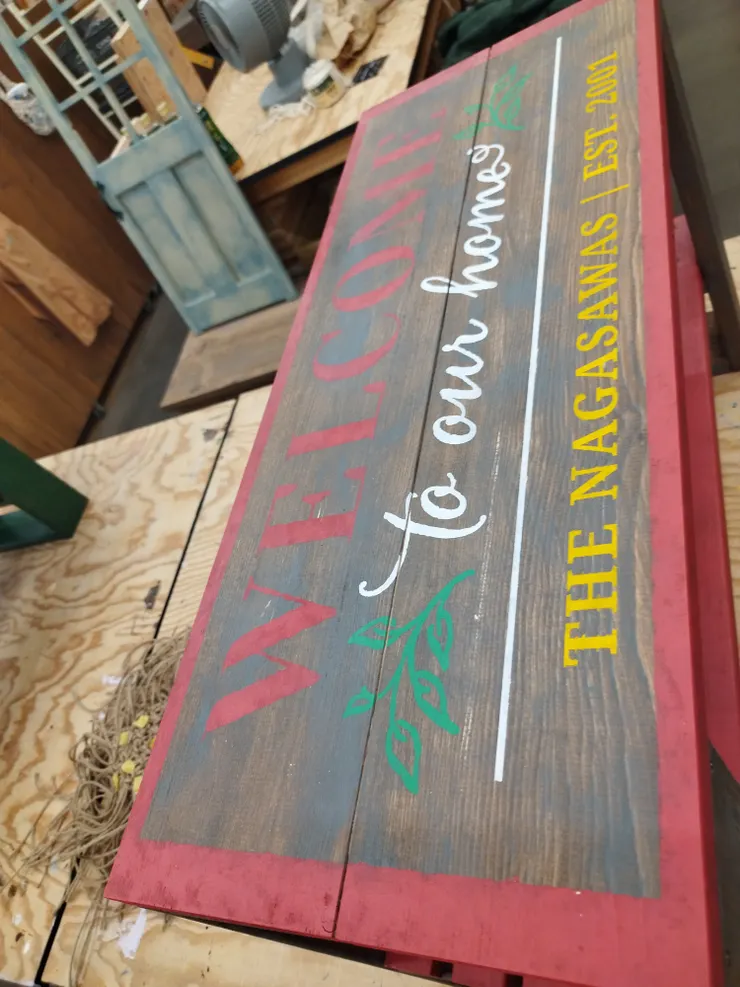 WELCOME
to our home
THE NAGASAWAS | EST. 2001